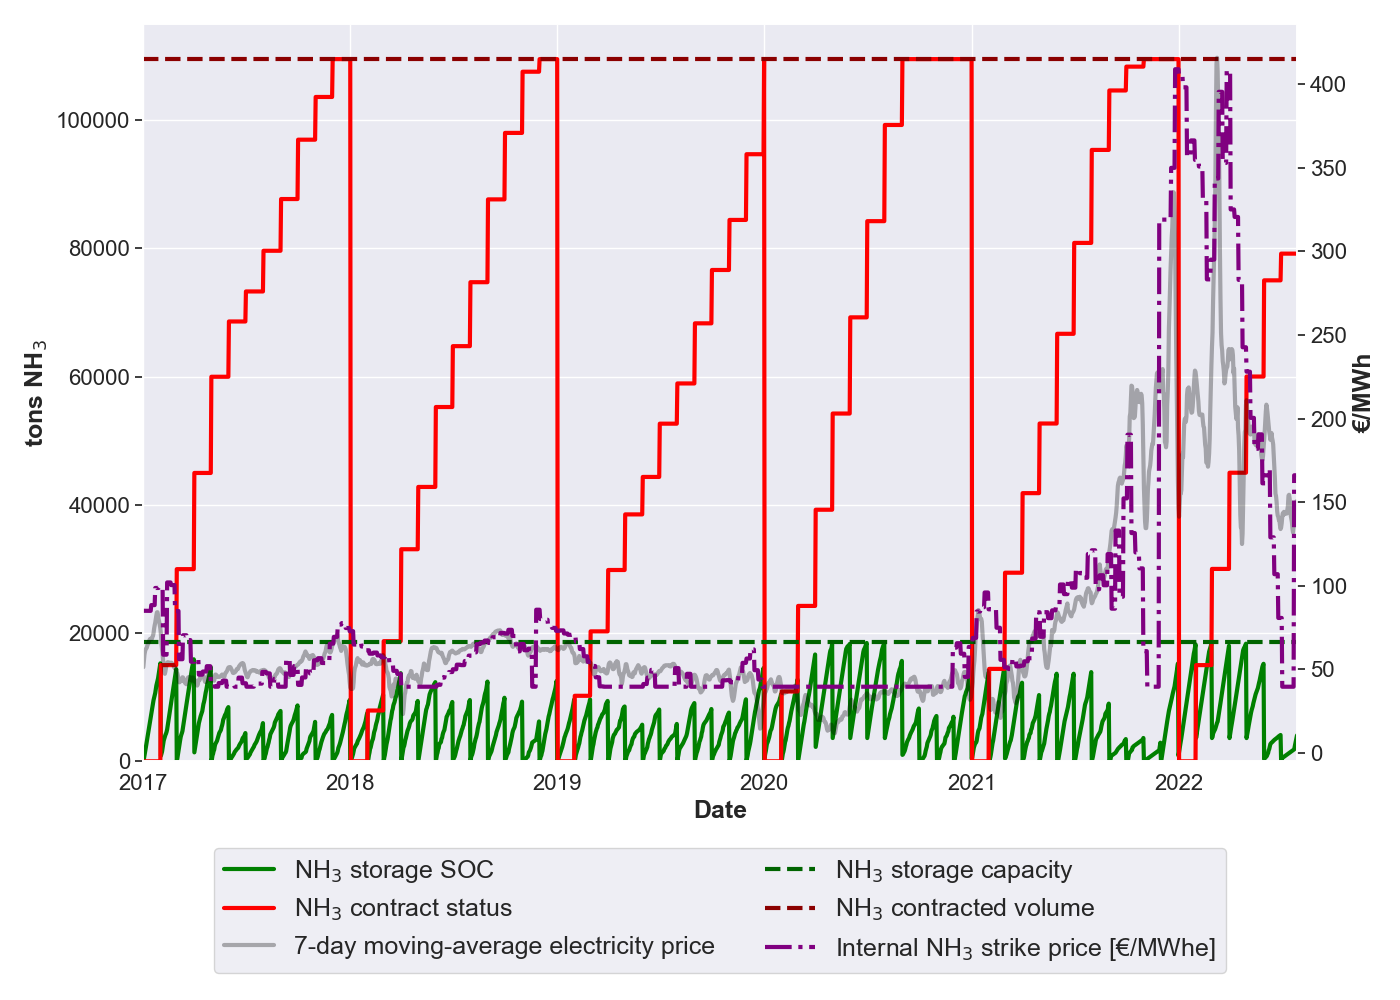 tons NH₃
100000
80000
60000
40000
20000
0
400
350
300
250
200
150
100
50
0
€/MWh
2017 2018 2019 2020 2021 2022
Date
NH₃ storage SOC
NH₃ contract status
7-day moving-average electricity price
NH₃ storage capacity
NH₃ contracted volume
Internal NH₃ strike price [€/MWhe]